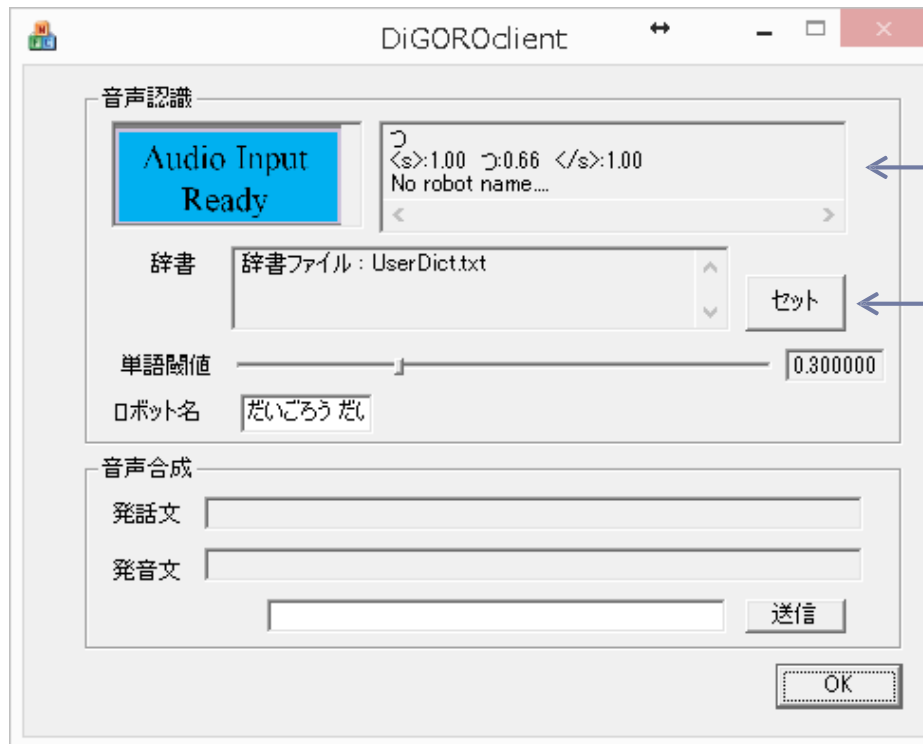 DiGOROclient
音声認識
Audio Input
Ready
つ
<s>:1.00 つ:0.66 </s>:1.00
No robot name....
辞書
辞書ファイル : UserDict.txt
セット
単語閾値
0.300000
ロボット名
だいごろう だい
音声合成
発話文
発音文
送信
OK